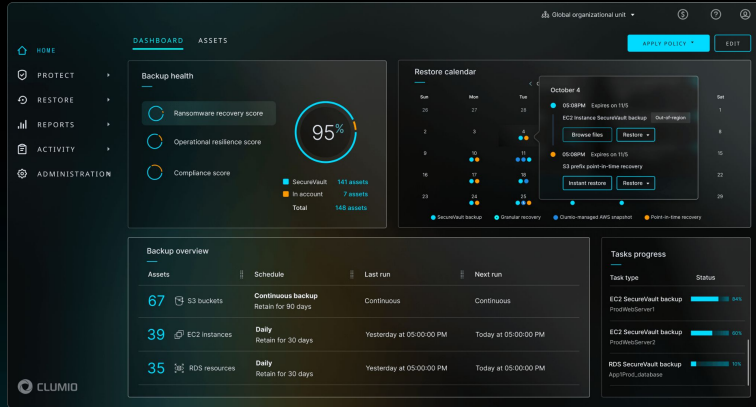 Global organizational unit
DASHBOARD ASSETS
APPLY POLICY
EDIT
HOME
PROTECT
RESTORE
REPORTS
ACTIVITY
ADMINISTRATION
CLUMIO
Backup health
Ransomware recovery score
Operational resilience score
Compliance score
95%
SecureVault 141 assets
In account 7 assets
Total 148 assets
Restore calendar
Sun Mon Tue Sat
26 27 28 1
2 3 4 8
9 10 11 15
16 17 18 22
23 24 25 29
October 4
05:08PM Expires on 11/5
EC2 Instance SecureVault backup Out-of-region
Browse files Restore
05:08PM Expires on 11/5
S3 prefix point-in-time recovery
Instant restore Restore
SecureVault backup Granular recovery Clumio-managed AWS snapshot Point-in-time recovery
Backup overview
Assets Schedule Last run Next run
67 S3 buckets Continuous backup Continuous Continuous
Retain for 90 days
39 EC2 instances Daily Yesterday at 05:00:00 PM Today at 05:00:00 PM
Retain for 30 days
35 RDS resources Daily Yesterday at 05:00:00 PM Today at 05:00:00 PM
Retain for 30 days
Tasks progress
Task type Status
EC2 SecureVault backup 84%
ProdWebServer1
EC2 SecureVault backup 60%
ProdWebServer2
RDS SecureVault backup 10%
App1Prod_database